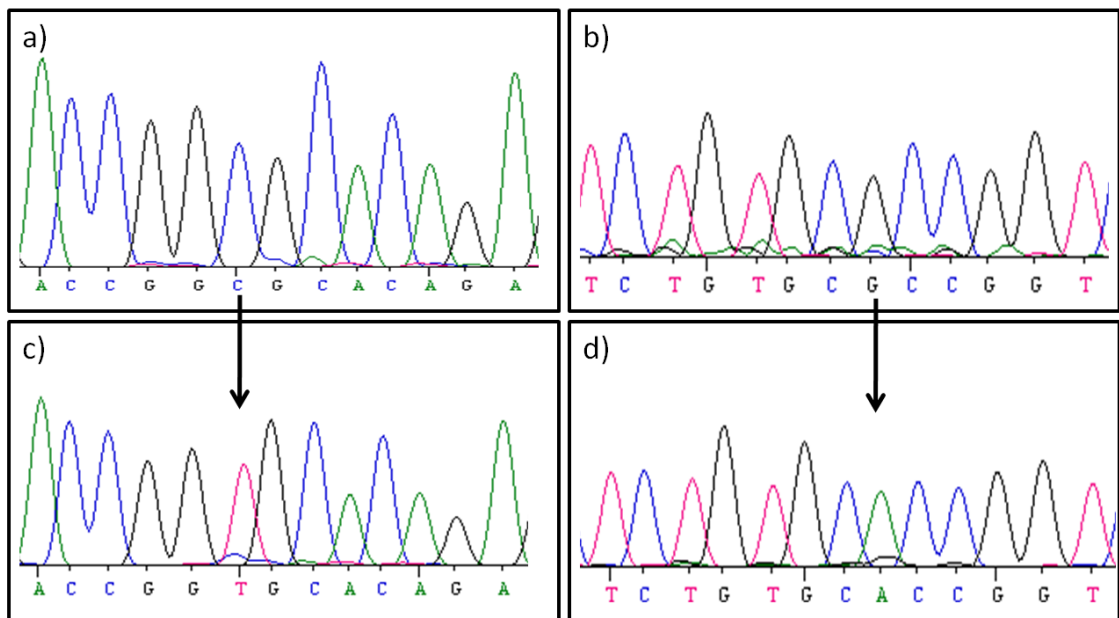 a)
A C C G G C G C A C A G A
b)
T C T G T G C G C C G G T
c)
A C C G G T G C A C A G A
d)
T C T G T G C A C C G G T